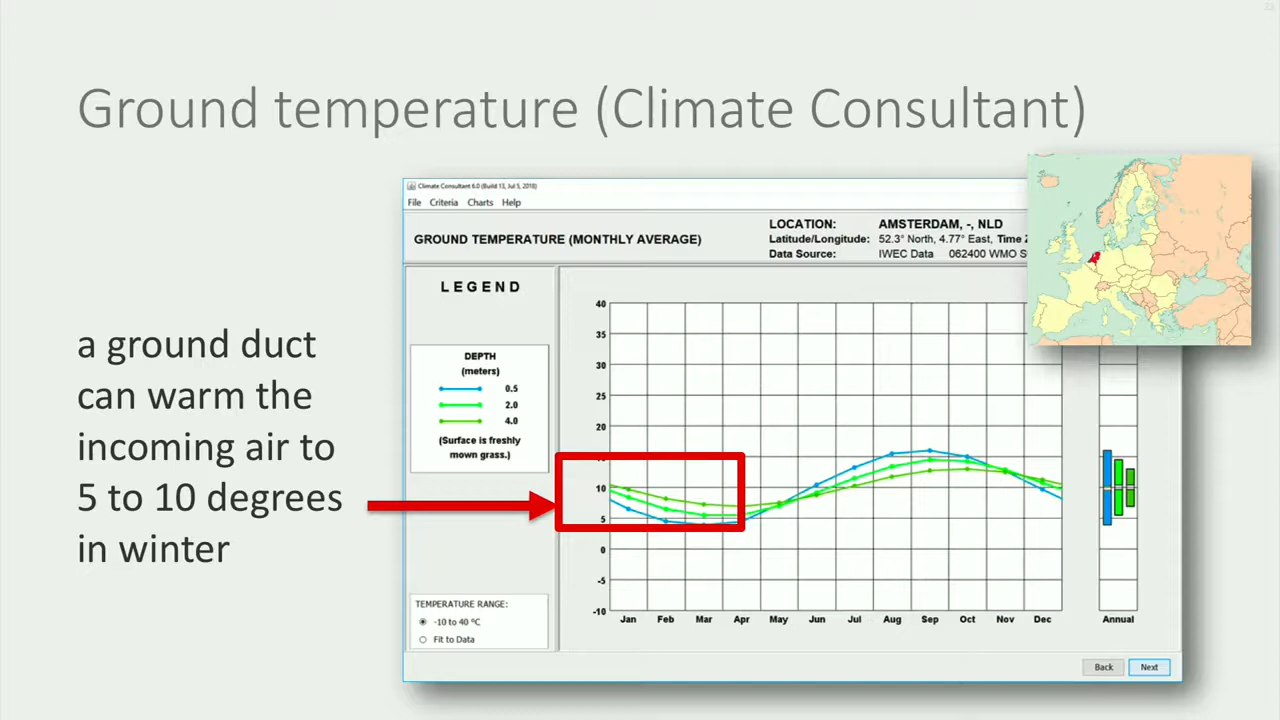 23
Ground temperature (Climate Consultant)
a ground duct
can warm the
incoming air to
5 to 10 degrees
in winter
Climate Consultant 6.0 (Build 13, Jul 5, 2018)
File Criteria Charts Help
GROUND TEMPERATURE (MONTHLY AVERAGE)
LOCATION: AMSTERDAM, -, NLD
Latitude/Longitude: 52.3° North, 4.77° East, Time
Data Source: IWEC Data 062400 WMO
LEGEND
DEPTH
(meters)
0.5
2.0
4.0
(Surface is freshly
mown grass.)
TEMPERATURE RANGE:
-10 to 40 °C
Fit to Data
40
35
30
25
20
10
5
0
-5
-10
Jan Feb Mar Apr May Jun Jul Aug Sep Oct Nov Dec Annual
Back Next